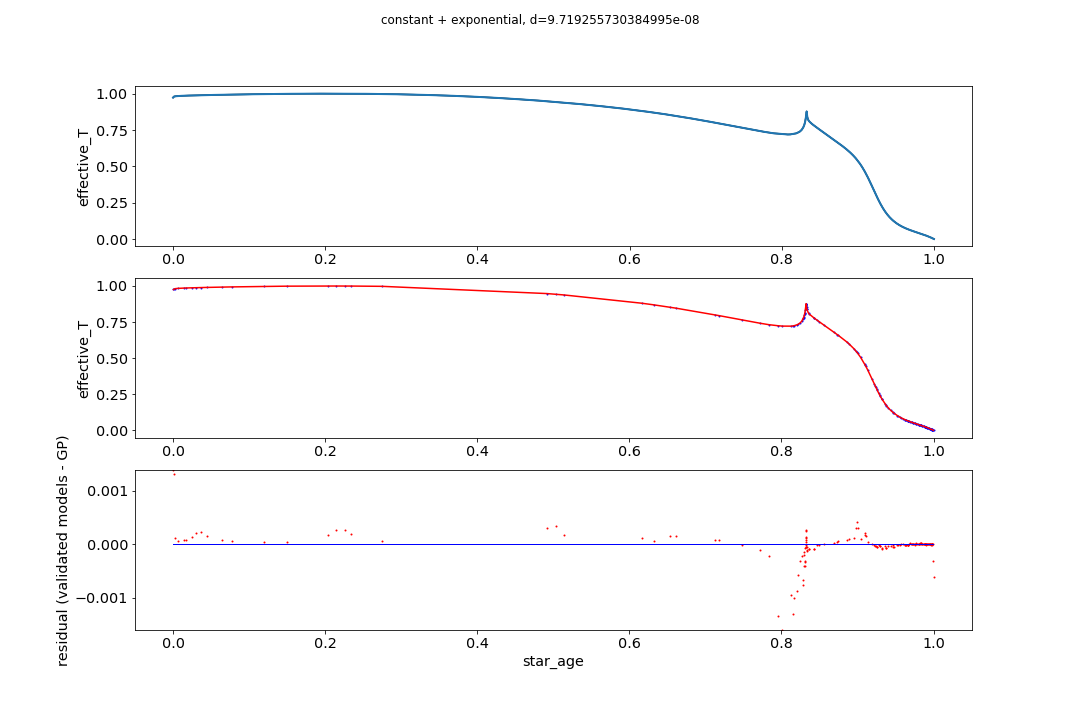 constant + exponential, d=9.719255730384995e-08
effective_T
1.00
0.75
0.50
0.25
0.00
0.0 0.2 0.4 0.6 0.8 1.0
effective_T
1.00
0.75
0.50
0.25
0.00
0.0 0.2 0.4 0.6 0.8 1.0
residual (validated models - GP)
0.001
0.000
−0.001
0.0 0.2 0.4 0.6 0.8 1.0
star_age